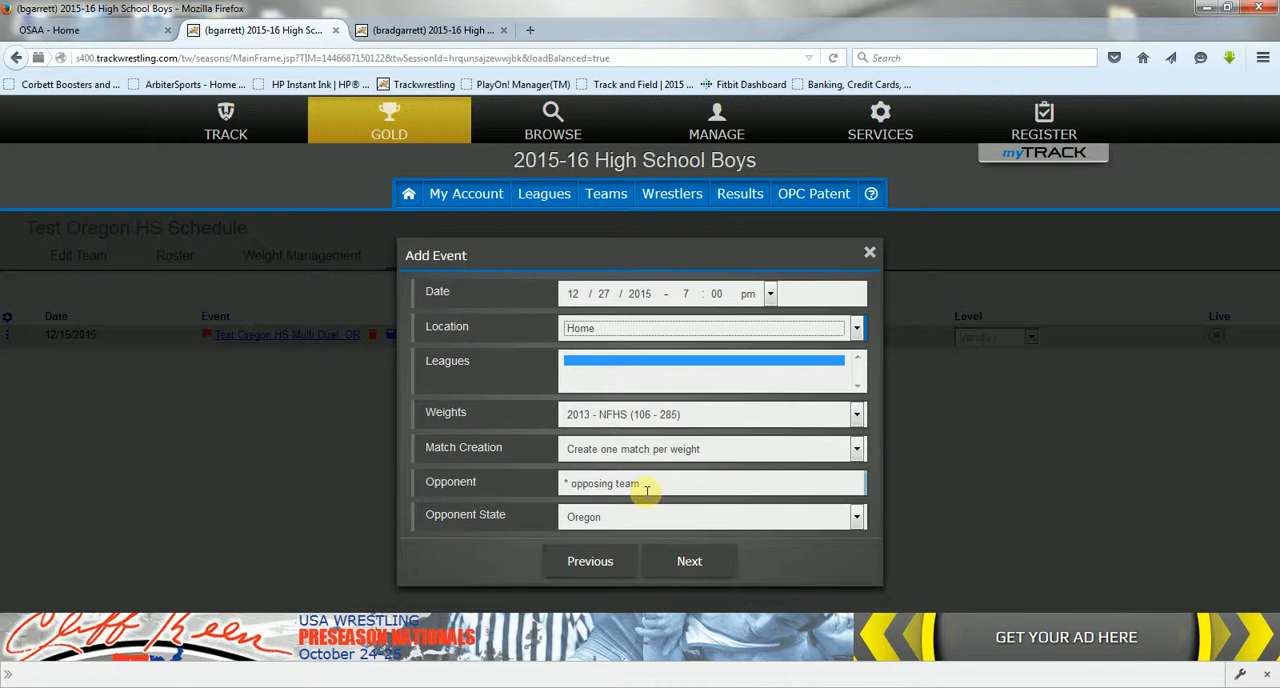 (bgarrett) 2015-16 High School Boys - Mozilla Firefox
OSAA - Home × (bgarrett) 2015-16 High Sc... × (bradgarrett) 2015-16 High ... × +
s400.trackwrestling.com/tw/seasons/MainFrame.jsp?TIM=1446687150122&twSessionId=hrqunsajzewwjbk&loadBalanced=true Search
Corbett Boosters and ... ArbiterSports - Home ... HP Instant Ink | HP® ... Trackwrestling PlayOn! Manager(TM) Track and Field | 2015 ... Fitbit Dashboard Banking, Credit Cards, ...
TRACK GOLD BROWSE MANAGE SERVICES REGISTER
2015-16 High School Boys myTRACK
My Account Leagues Teams Wrestlers Results OPC Patent ?
Test Oregon HS Schedule
Edit Team Roster Weight Management
Add Event ×
Date Event Level Live
12/15/2015 Test Oregon HS Multi Dual, OR Varsity
Date 12 / 27 / 2015 - 7 : 00 pm
Location Home
Leagues
Weights 2013 - NFHS (106 - 285)
Match Creation Create one match per weight
Opponent * opposing team
Opponent State Oregon
Previous Next
Cliff Keen USA WRESTLING
PRESEASON NATIONALS
October 24-25
GET YOUR AD HERE
» ×